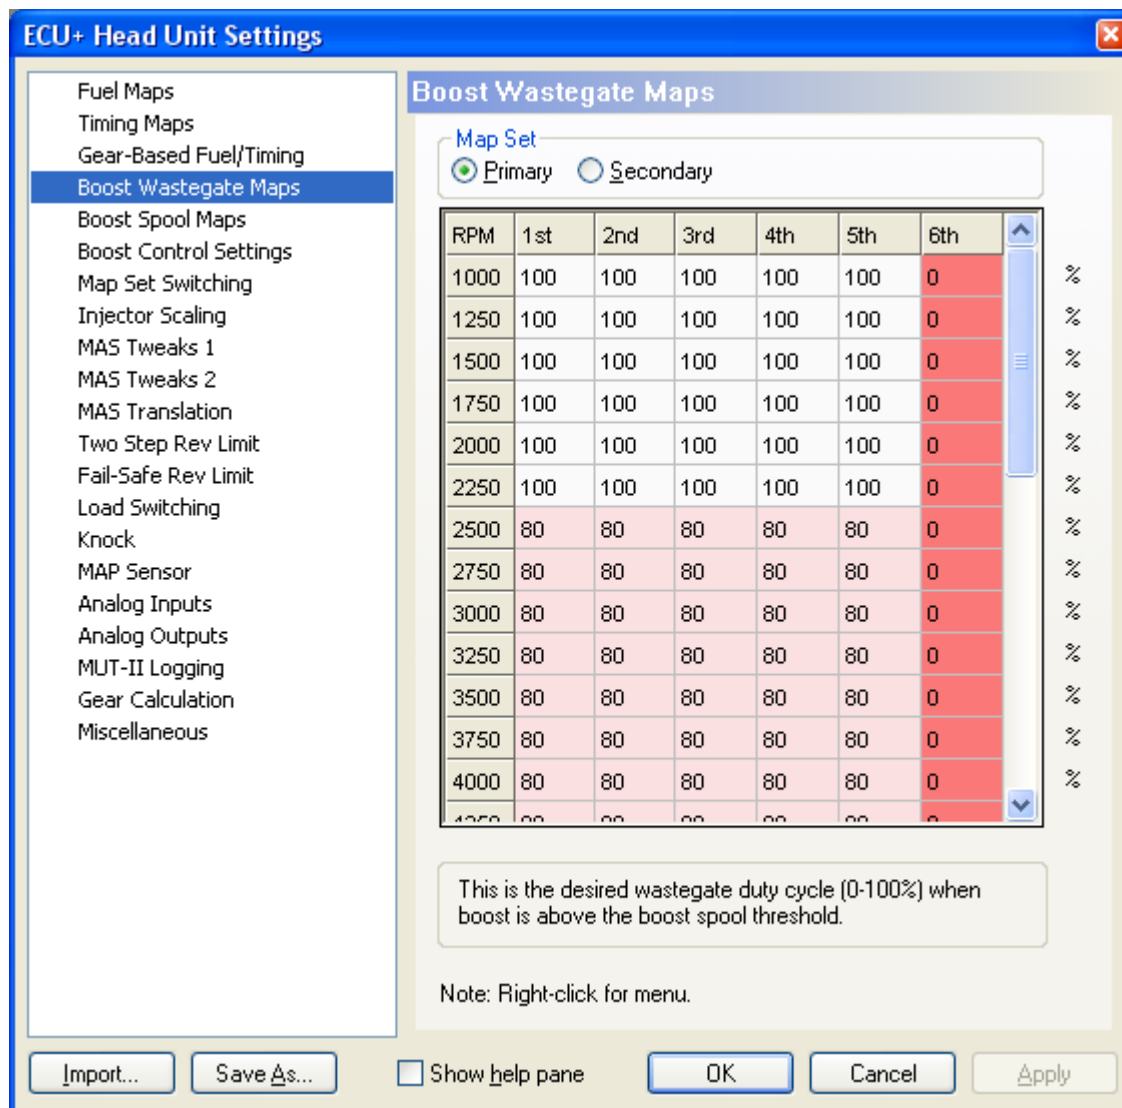 ECU+ Head Unit Settings
Fuel Maps
Timing Maps
Gear-Based Fuel/Timing
Boost Wastegate Maps
Boost Spool Maps
Boost Control Settings
Map Set Switching
Injector Scaling
MAS Tweaks 1
MAS Tweaks 2
MAS Translation
Two Step Rev Limit
Fail-Safe Rev Limit
Load Switching
Knock
MAP Sensor
Analog Inputs
Analog Outputs
MUT-II Logging
Gear Calculation
Miscellaneous
Boost Wastegate Maps
Map Set
Primary Secondary
RPM 1st 2nd 3rd 4th 5th 6th
1000 100 100 100 100 100 0 %
1250 100 100 100 100 100 0 %
1500 100 100 100 100 100 0 %
1750 100 100 100 100 100 0 %
2000 100 100 100 100 100 0 %
2250 100 100 100 100 100 0 %
2500 80 80 80 80 80 0 %
2750 80 80 80 80 80 0 %
3000 80 80 80 80 80 0 %
3250 80 80 80 80 80 0 %
3500 80 80 80 80 80 0 %
3750 80 80 80 80 80 0 %
4000 80 80 80 80 80 0 %
This is the desired wastegate duty cycle (0-100%) when
boost is above the boost spool threshold.
Note: Right-click for menu.
Import... Save As... Show help pane OK Cancel Apply